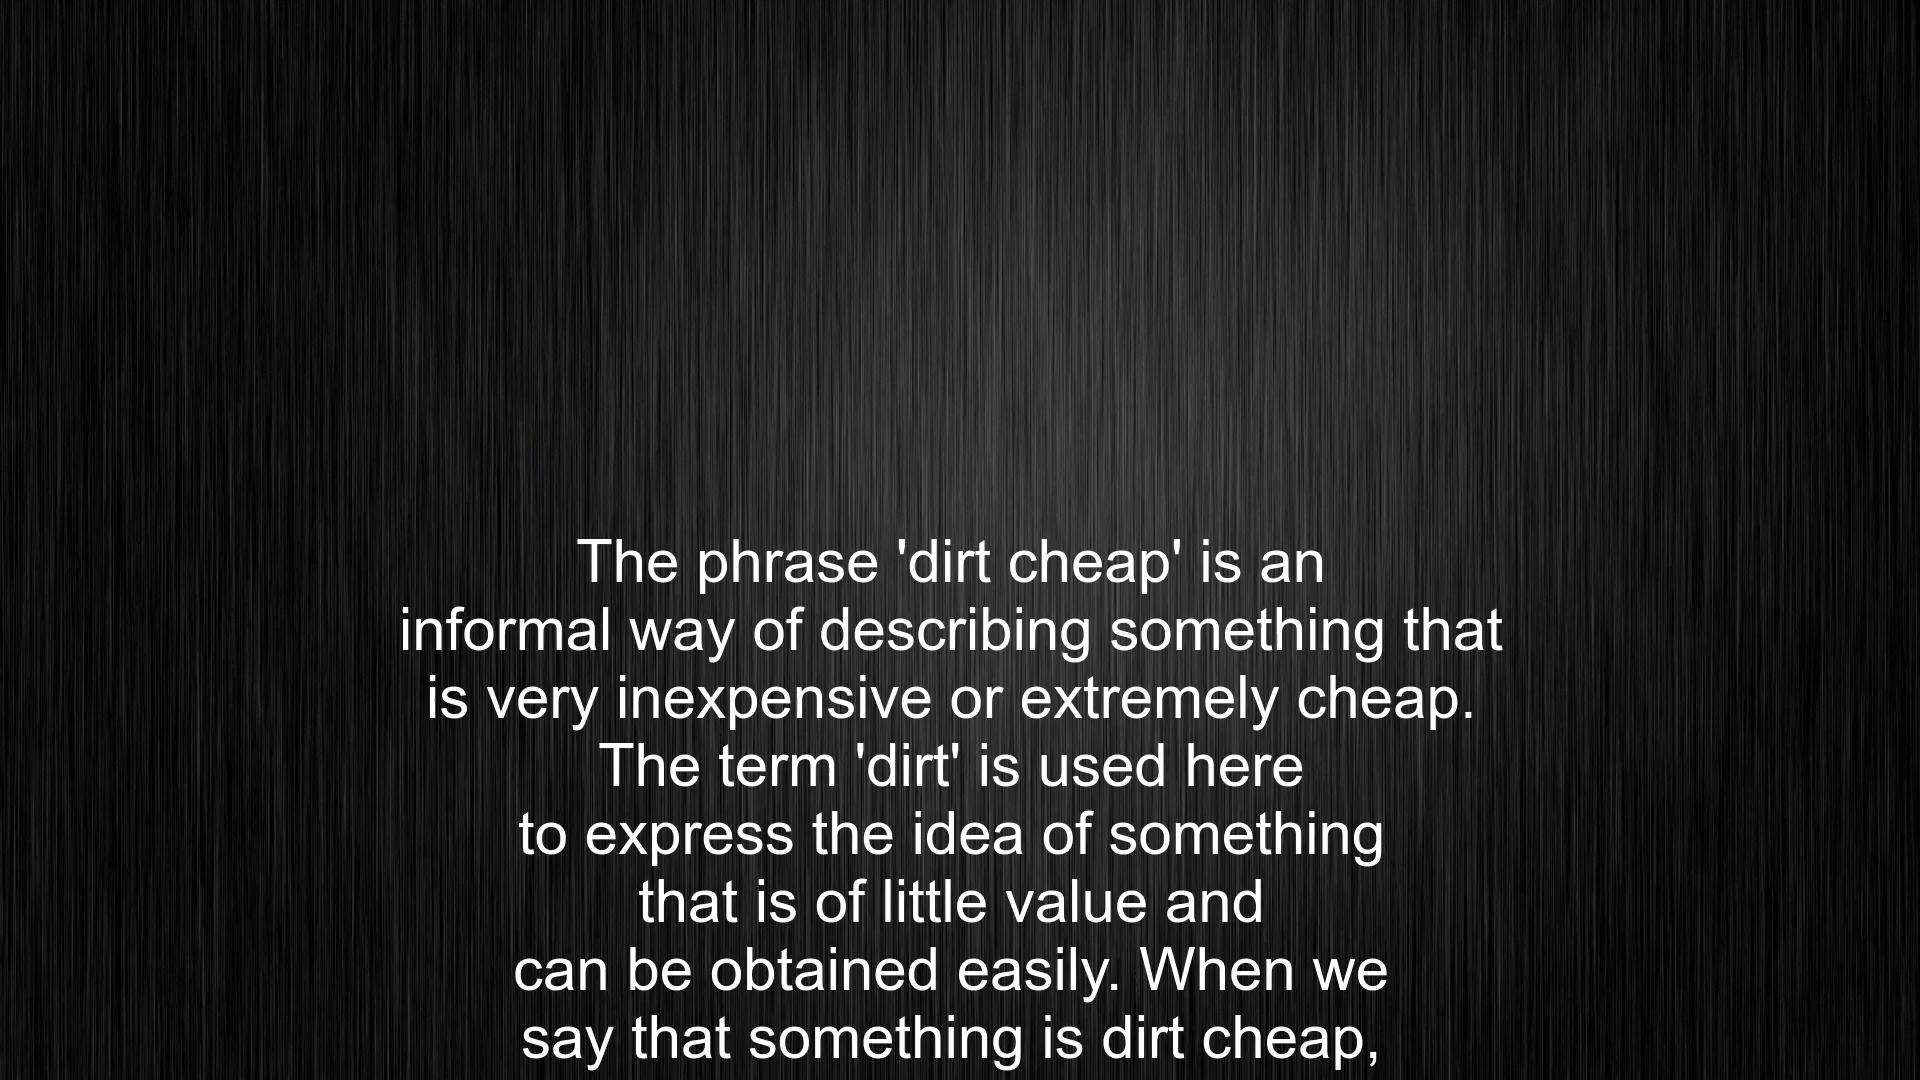 The phrase 'dirt cheap' is an
informal way of describing something that
is very inexpensive or extremely cheap.
The term 'dirt' is used here
to express the idea of something
that is of little value and
can be obtained easily. When we
say that something is dirt cheap,